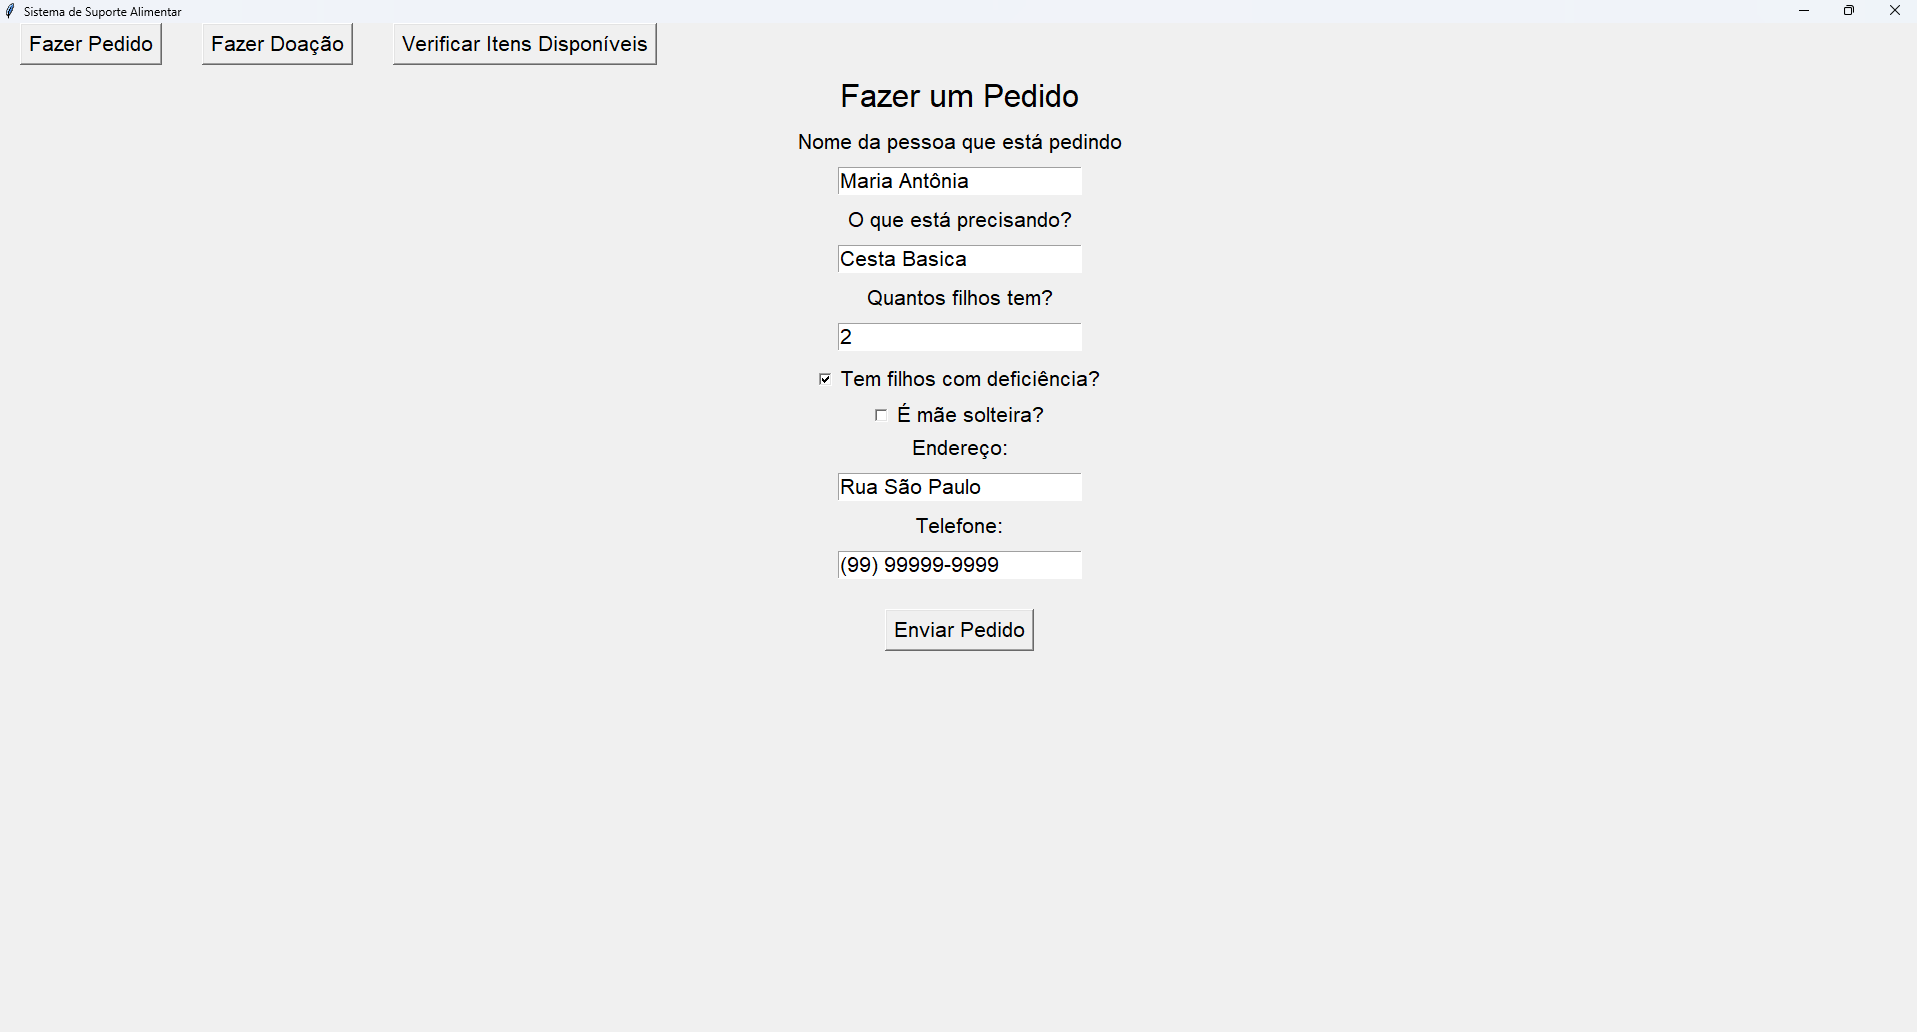 Sistema de Suporte Alimentar
Fazer Pedido Fazer Doação Verificar Itens Disponíveis
Fazer um Pedido
Nome da pessoa que está pedindo
Maria Antônia
O que está precisando?
Cesta Basica
Quantos filhos tem?
2
Tem filhos com deficiência?
É mãe solteira?
Endereço:
Rua São Paulo
Telefone:
(99) 99999-9999
Enviar Pedido